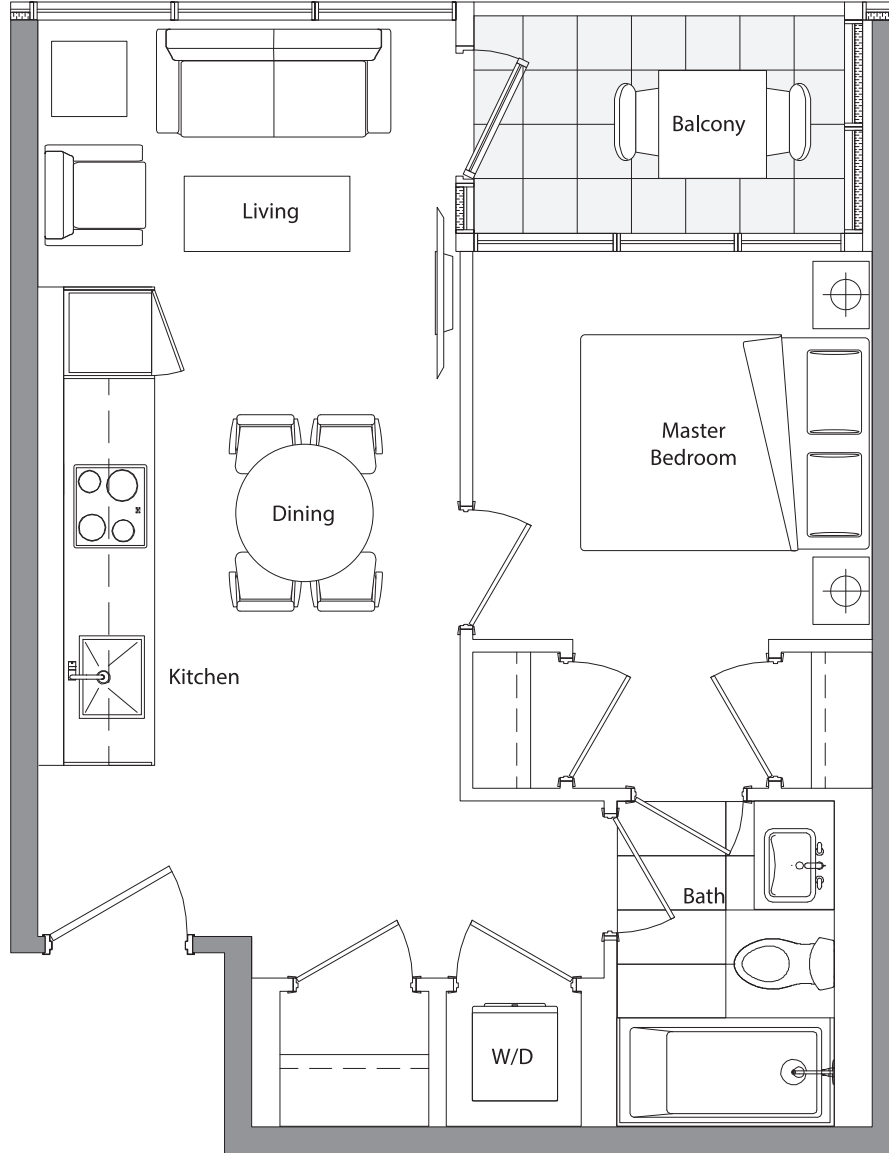 Balcony
Living
Master
Bedroom
Dining
Kitchen
Bath
W/D